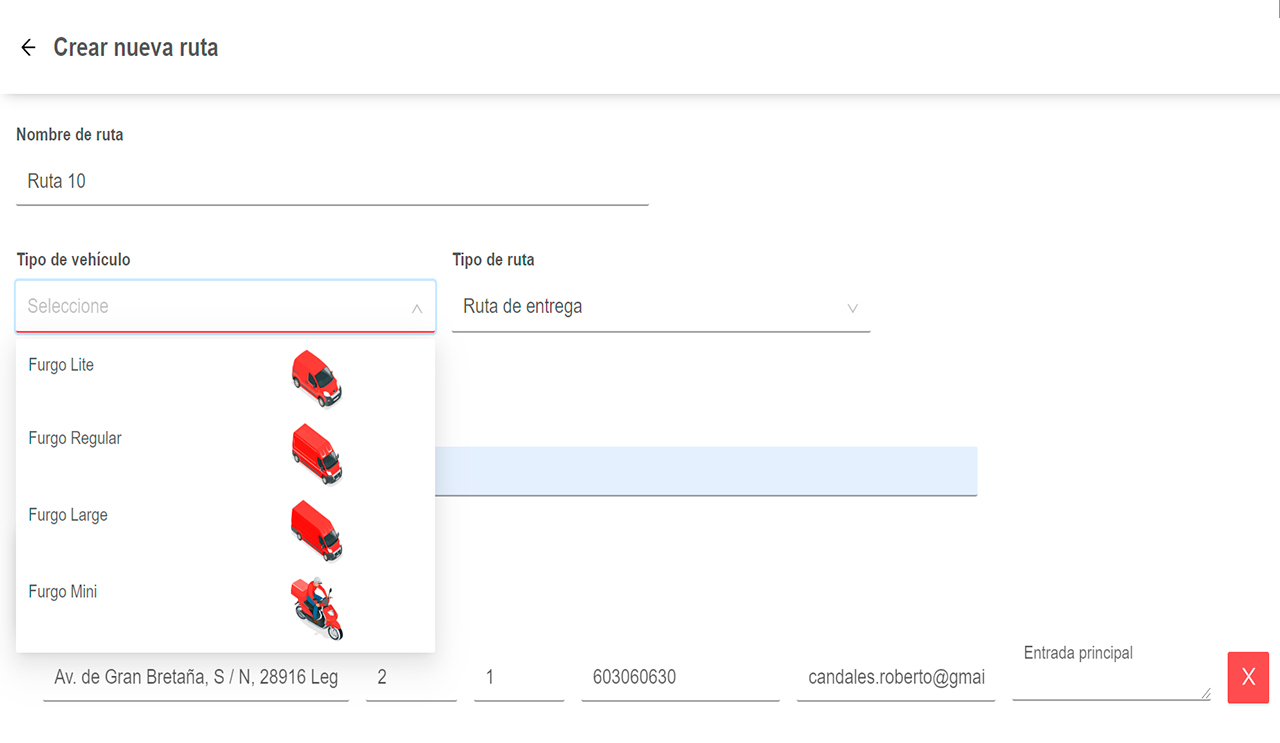 Crear nueva ruta
Nombre de ruta
Ruta 10
Tipo de vehículo
Tipo de ruta
Seleccione
Ruta de entrega
Furgo Lite
Furgo Regular
Furgo Large
Furgo Mini
Av. de Gran Bretaña, S / N, 28916 Leg
2
1
603060630
candales.roberto@gmai
Entrada principal
X